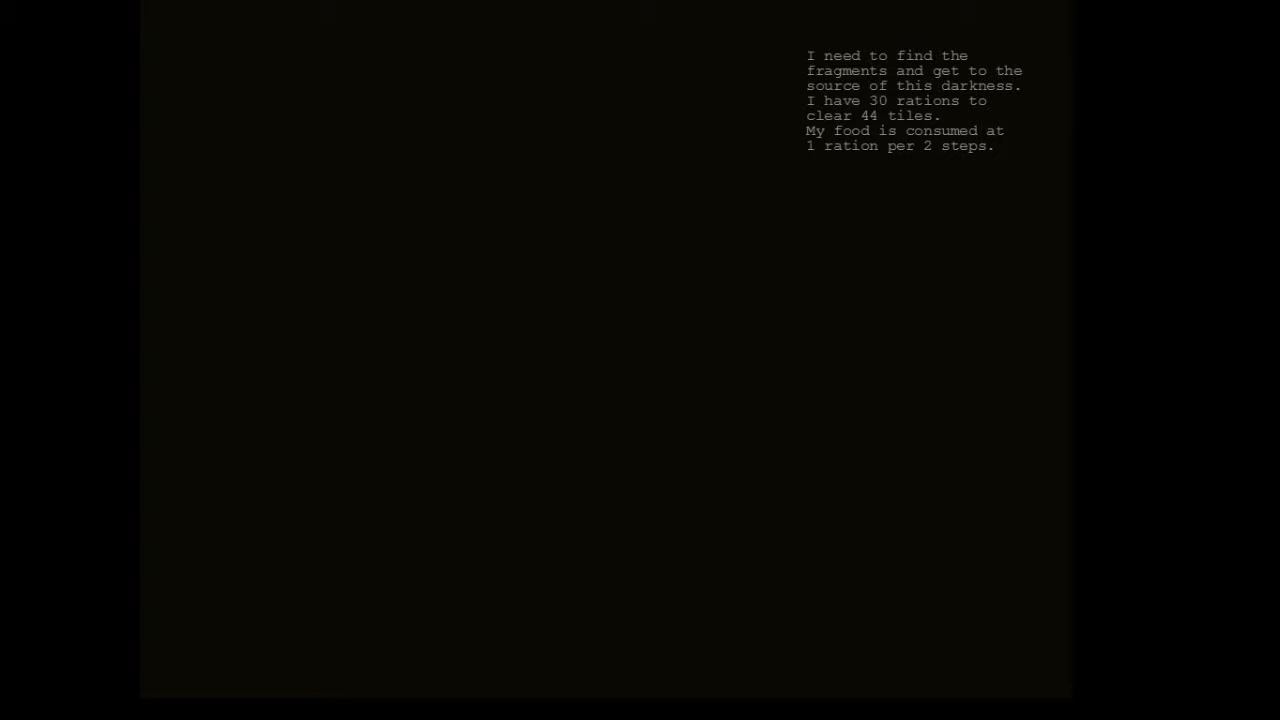 I need to find the
fragments and get to the
source of this darkness.
I have 30 rations to
clear 44 tiles.
My food is consumed at
1 ration per 2 steps.